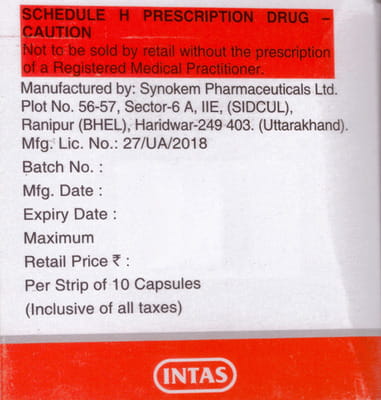 SCHEDULE H PRESCRIPTION DRUG –
CAUTION
Not to be sold by retail without the prescription
of a Registered Medical Practitioner.
Manufactured by: Synokem Pharmaceuticals Ltd.
Plot No. 56-57, Sector-6 A, IIE, (SIDCUL),
Ranipur (BHEL), Haridwar-249 403. (Uttarakhand).
Mfg. Lic. No.: 27/UA/2018
Batch No. :
Mfg. Date :
Expiry Date :
Maximum
Retail Price ₹ :
Per Strip of 10 Capsules
(Inclusive of all taxes)
INTAS